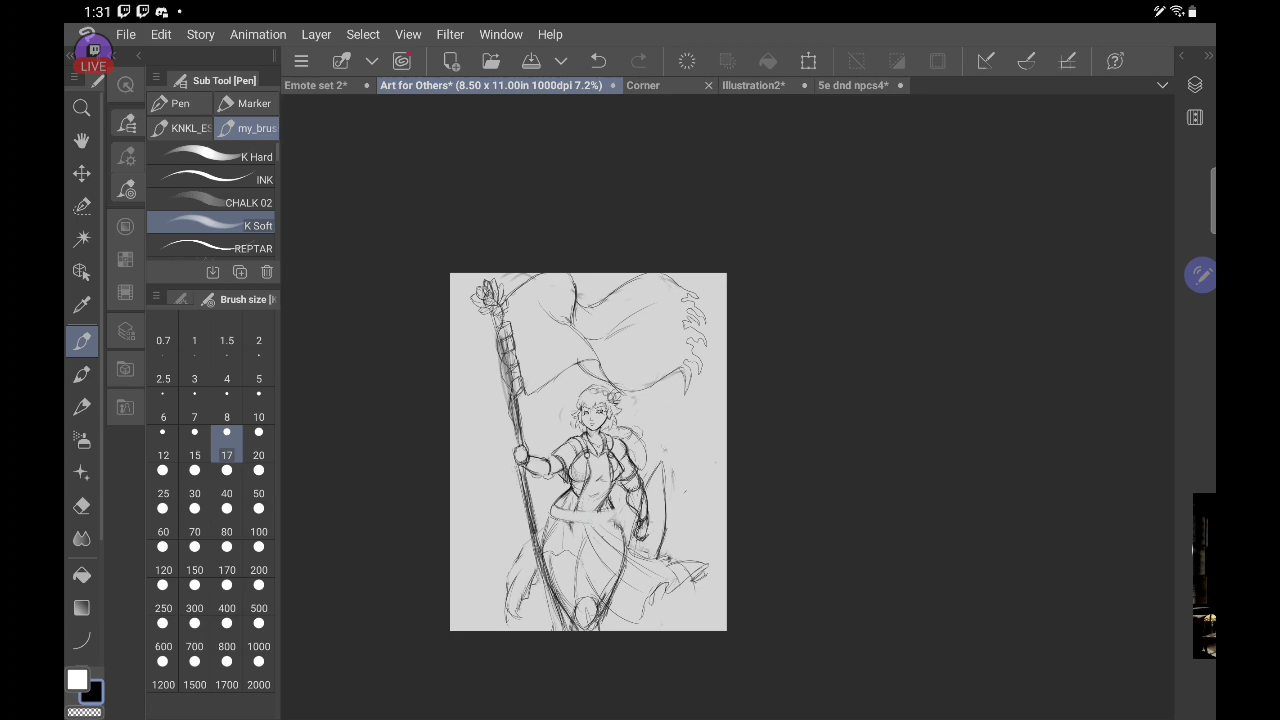 1:31
File Edit Story Animation Layer Select View Filter Window Help
LIVE
Sub Tool [Pen]
Emote set 2* Art for Others* (8.50 x 11.00in 1000dpi 7.2%) Corner Illustration2* 5e dnd npcs4*
Pen Marker
KNKL_ES my_brus
K Hard
INK
CHALK 02
K Soft
REPTAR
Brush size [K
0.7 1 1.5 2
2.5 3 4 5
6 7 8 10
12 15 17 20
25 30 40 50
60 70 80 100
120 150 170 200
250 300 400 500
600 700 800 1000
1200 1500 1700 2000